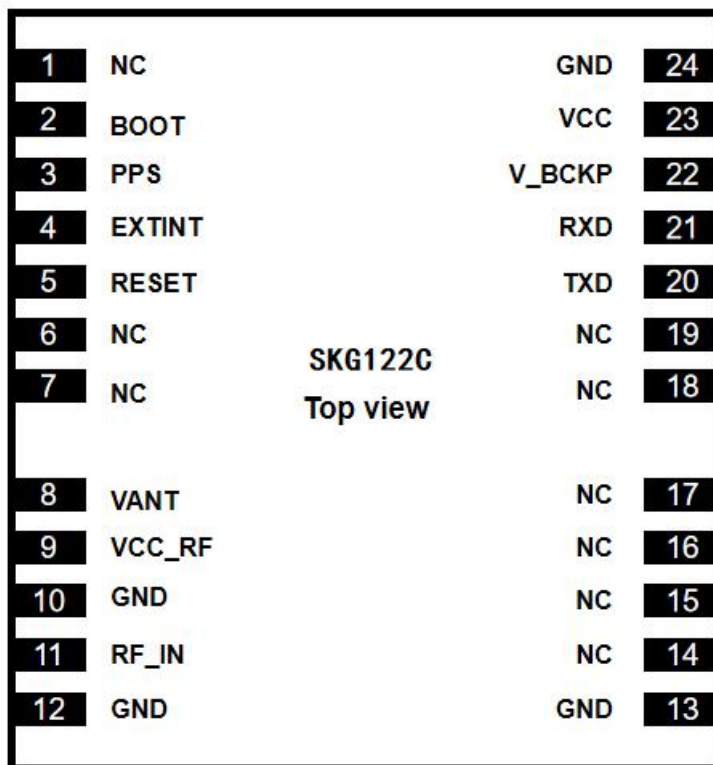 1 NC GND 24
2 BOOT VCC 23
3 PPS V_BCKP 22
4 EXTINT RXD 21
5 RESET TXD 20
6 NC NC 19
SKG122C
7 NC NC 18
Top view
8 VANT NC 17
9 VCC_RF NC 16
10 GND NC 15
11 RF_IN NC 14
12 GND GND 13